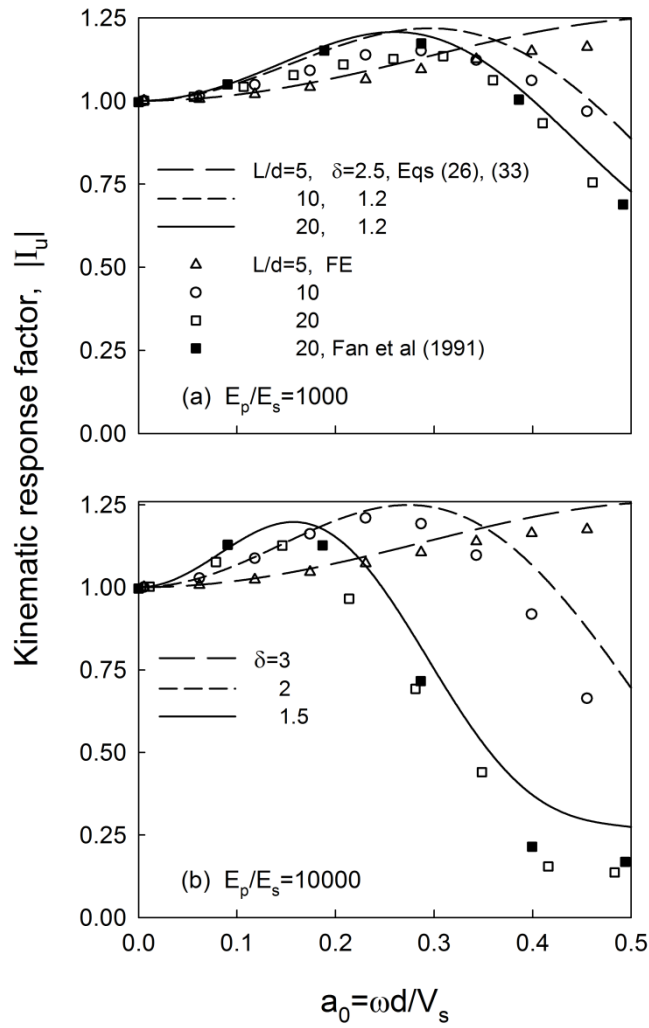 Kinematic response factor, |Iᵤ|
1.25
1.00
0.75
0.50
0.25
0.00
L/d=5, δ=2.5, Eqs (26), (33)
10, 1.2
20, 1.2
L/d=5, FE
10
20
20, Fan et al (1991)
(a) Eₚ/Eₛ=1000
1.25
1.00
0.75
0.50
0.25
0.00
δ=3
2
1.5
(b) Eₚ/Eₛ=10000
0.0 0.1 0.2 0.3 0.4 0.5
a₀=ωd/Vₛ